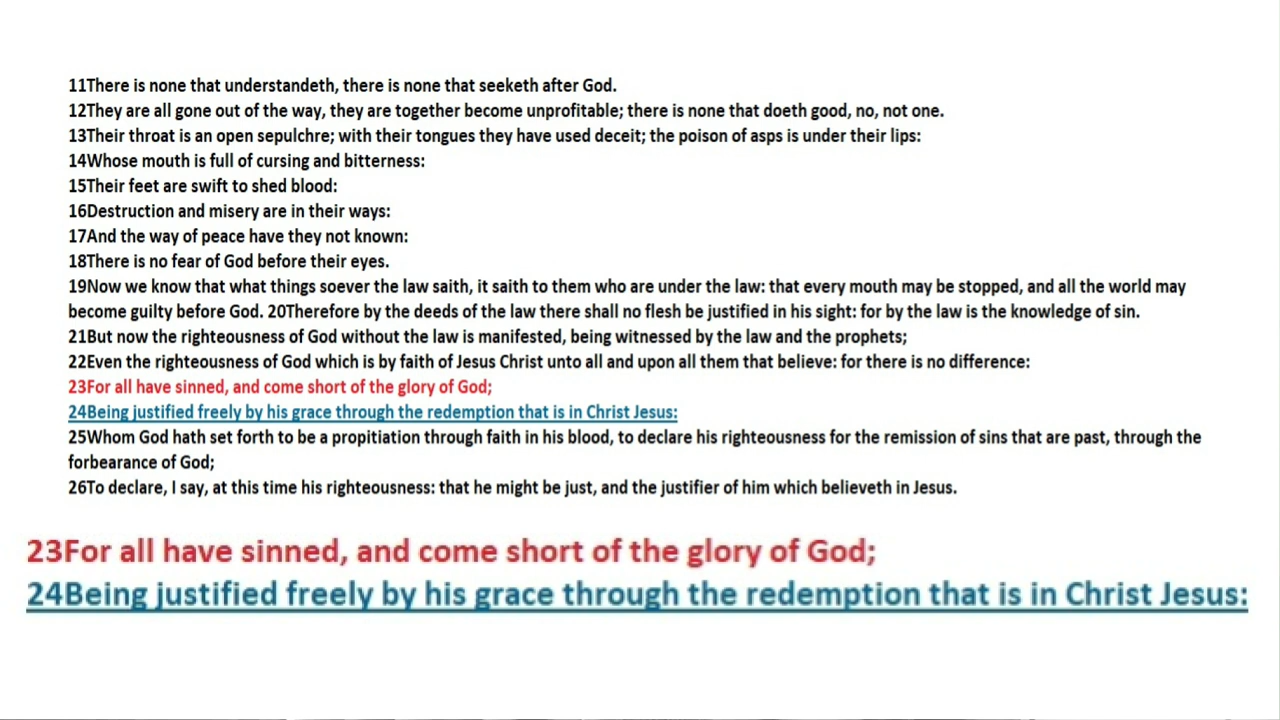 11There is none that understandeth, there is none that seeketh after God.
12They are all gone out of the way, they are together become unprofitable; there is none that doeth good, no, not one.
13Their throat is an open sepulchre; with their tongues they have used deceit; the poison of asps is under their lips:
14Whose mouth is full of cursing and bitterness:
15Their feet are swift to shed blood:
16Destruction and misery are in their ways:
17And the way of peace have they not known:
18There is no fear of God before their eyes.
19Now we know that what things soever the law saith, it saith to them who are under the law: that every mouth may be stopped, and all the world may
become guilty before God. 20Therefore by the deeds of the law there shall no flesh be justified in his sight: for by the law is the knowledge of sin.
21But now the righteousness of God without the law is manifested, being witnessed by the law and the prophets;
22Even the righteousness of God which is by faith of Jesus Christ unto all and upon all them that believe: for there is no difference:
23For all have sinned, and come short of the glory of God;
24Being justified freely by his grace through the redemption that is in Christ Jesus:
25Whom God hath set forth to be a propitiation through faith in his blood, to declare his righteousness for the remission of sins that are past, through the
forbearance of God;
26To declare, I say, at this time his righteousness: that he might be just, and the justifier of him which believeth in Jesus.
23For all have sinned, and come short of the glory of God;
24Being justified freely by his grace through the redemption that is in Christ Jesus: